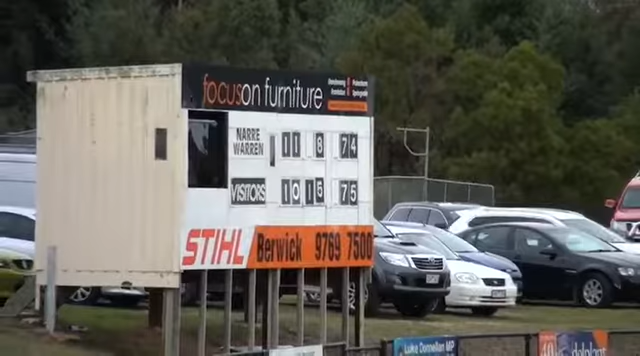 focus on furniture
NARRE
WARREN
11 8 74
VISITORS 10 15 75
STIHL Berwick 9769 7500
Luke Donnellan MP